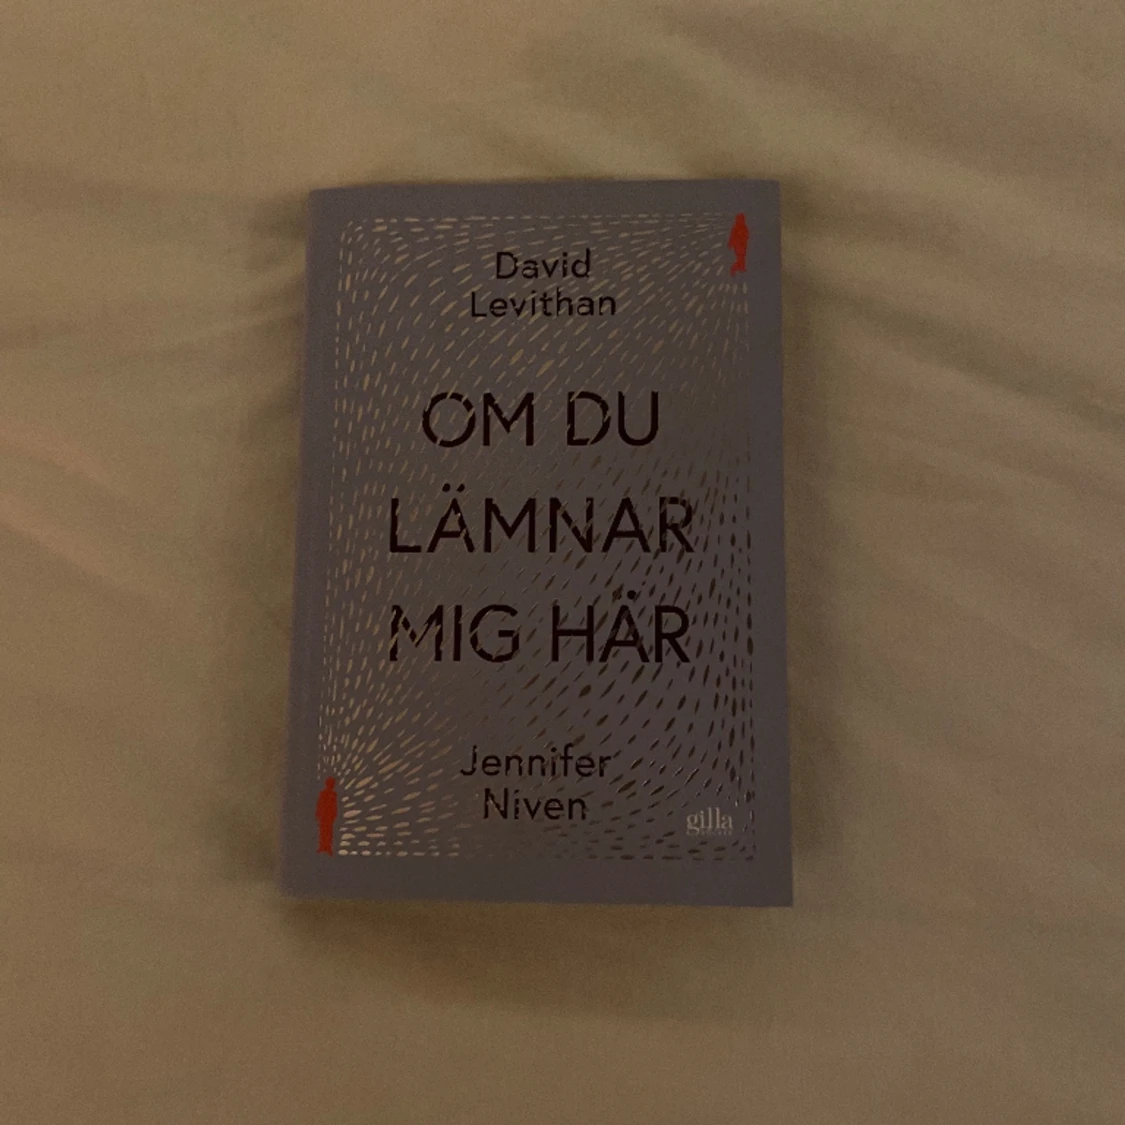 David
Levithan
OM DU
LÄMNAR
MIG HÄR
Jennifer
Niven
gilla